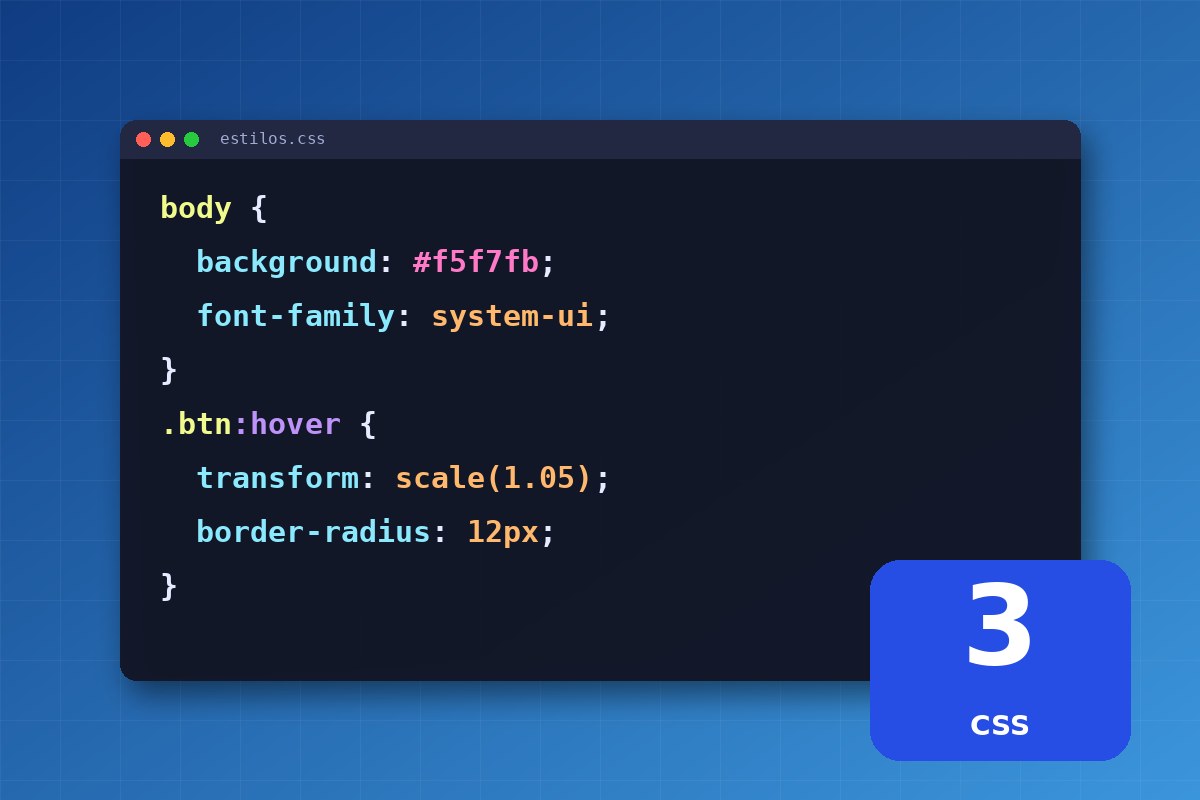 estilos.css
body {
  background: #f5f7fb;
  font-family: system-ui;
}
.btn:hover {
  transform: scale(1.05);
  border-radius: 12px;
}
3
CSS